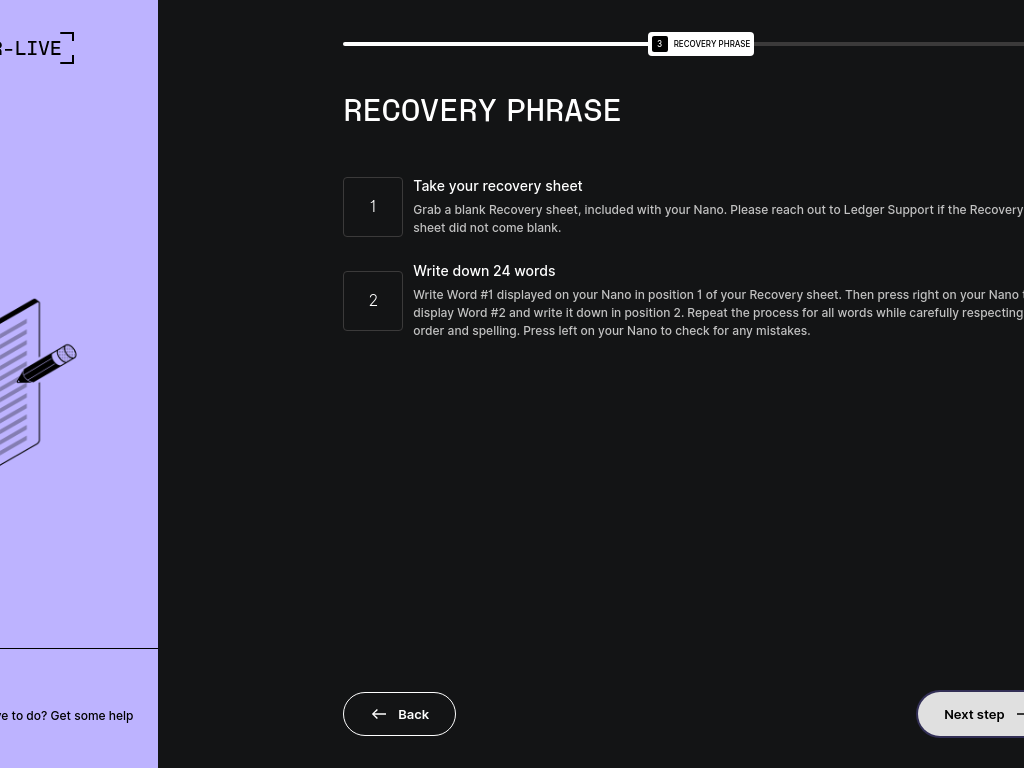 R-LIVE
3 RECOVERY PHRASE
RECOVERY PHRASE
1
Take your recovery sheet
Grab a blank Recovery sheet, included with your Nano. Please reach out to Ledger Support if the Recovery
sheet did not come blank.
2
Write down 24 words
Write Word #1 displayed on your Nano in position 1 of your Recovery sheet. Then press right on your Nano
display Word #2 and write it down in position 2. Repeat the process for all words while carefully respecting
order and spelling. Press left on your Nano to check for any mistakes.
to do? Get some help
Back
Next step